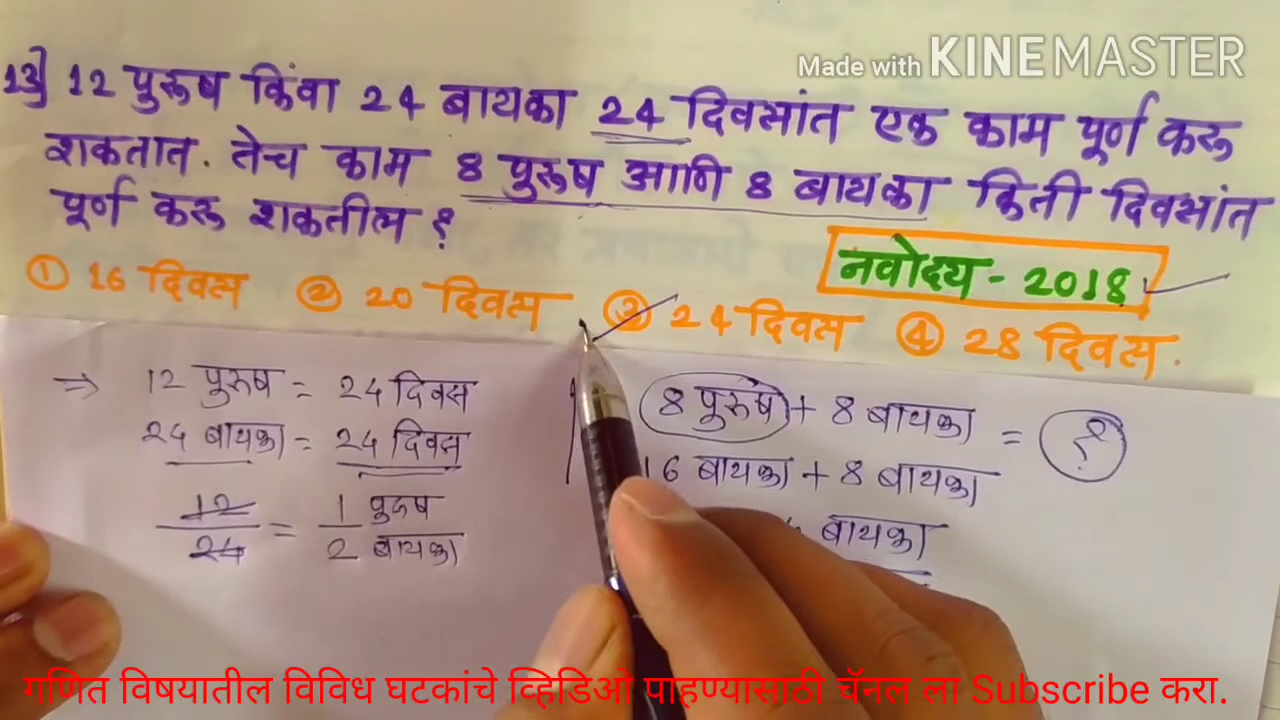 Made with KINEMASTER
13] 12 पुरूष किंवा 24 बायका 24 दिवसांत एक काम पूर्ण करू
शकतात. तेच काम 8 पुरूष आणि 8 बायका किती दिवसांत
पूर्ण करू शकतील ?
नवोदय - 2018
① 16 दिवस ② 20 दिवस ③ 24 दिवस ④ 28 दिवस.
⇒ 12 पुरुष = 24 दिवस
24 बायका = 24 दिवस
12/24 = 1 पुरुष/2 बायका
8 पुरुष + 8 बायका = ?
16 बायका + 8 बायका
बायका
गणित विषयातील विविध घटकांचे व्हिडिओ पाहण्यासाठी चॅनल ला Subscribe करा.